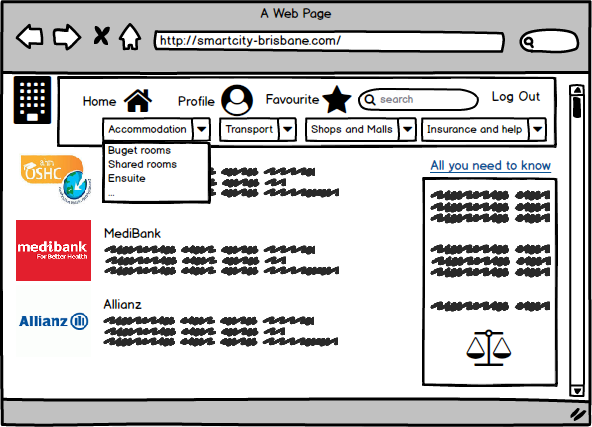 A Web Page
http://smartcity-brisbane.com/
Home Profile Favourite search Log Out
Accommodation Transport Shops and Malls Insurance and help
Buget rooms
Shared rooms
Ensuite
...
OSHC
All you need to know
medibank
For Better Health
MediBank
Allianz
Allianz